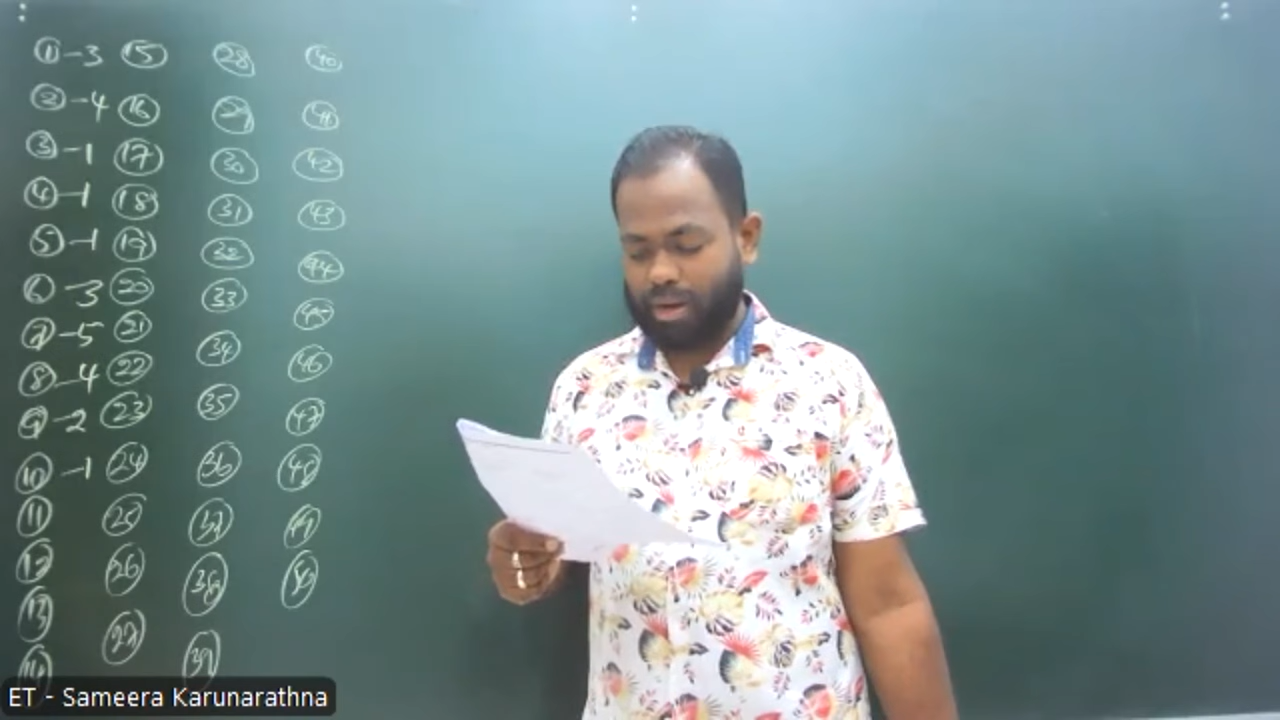 ① – 3 ⑮ ㉘ ㊵
② – 4 ⑯ ㉙ ㊶
③ – 1 ⑰ ㉚ ㊷
④ – 1 ⑱ ㉛ ㊸
⑤ – 1 ⑲ ㉜ ㊹
⑥ – 3 ⑳ ㉝ ㊺
⑦ – 5 ㉑ ㉞ ㊻
⑧ – 4 ㉒ ㉟ ㊼
⑨ – 2 ㉓ ㊱ ㊽
⑩ – 1 ㉔ ㊲ ㊾
⑪ ㉕ ㊳ ㊿
⑫ ㉖ ㊴
⑬ ㉗
⑭
ET - Sameera Karunarathna